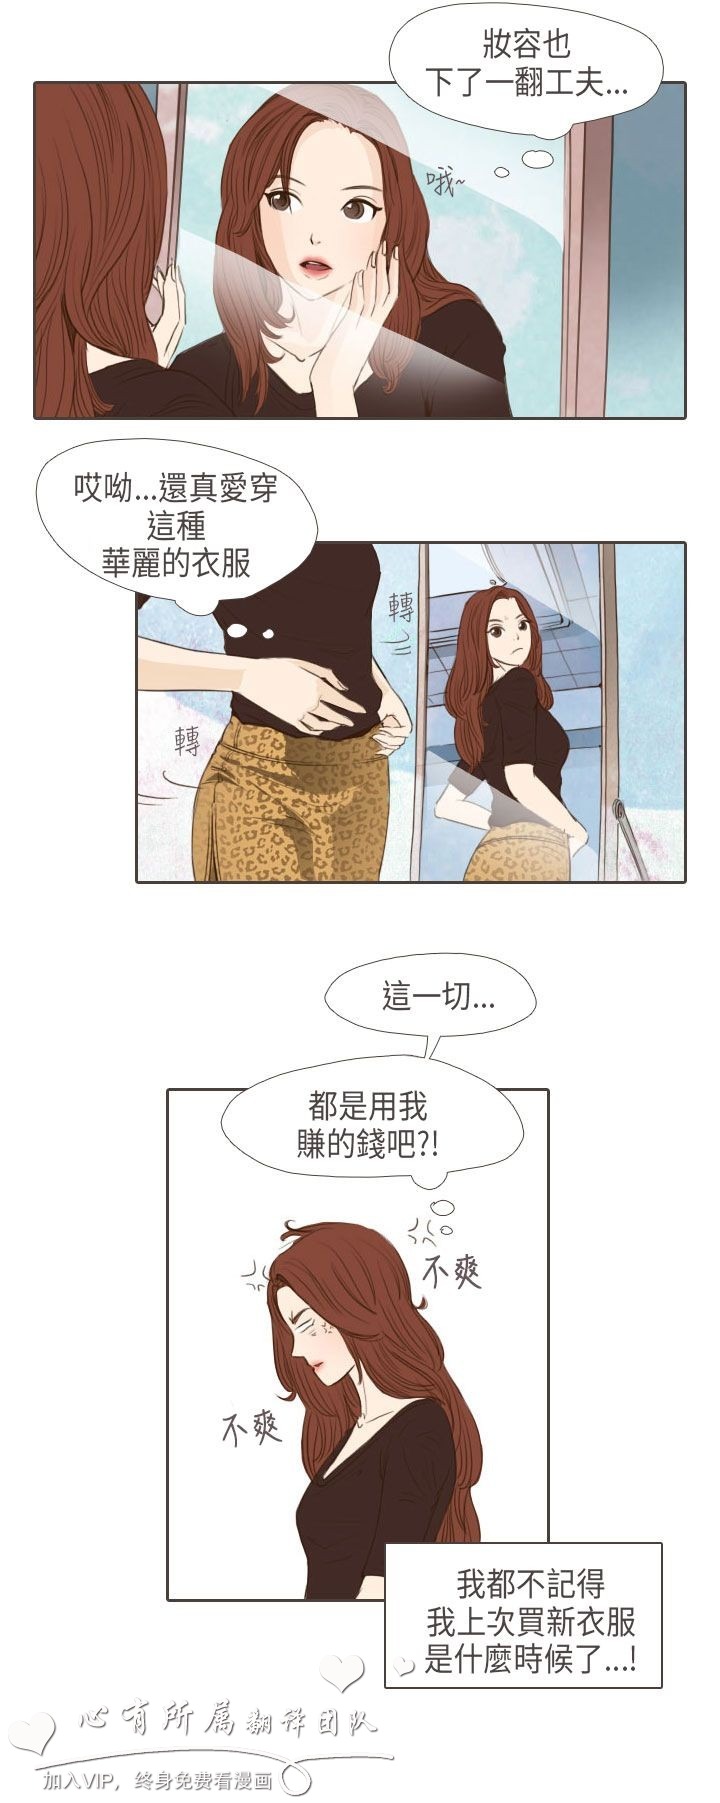 妝容也
下了一翻工夫...
哦~
哎呦...還真愛穿
這種
華麗的衣服
轉
轉
這一切...
都是用我
賺的錢吧?!
不爽
不爽
我都不記得
我上次買新衣服
是什麼時候了...!
心有所属翻译团队
加入VIP，终身免费看漫画